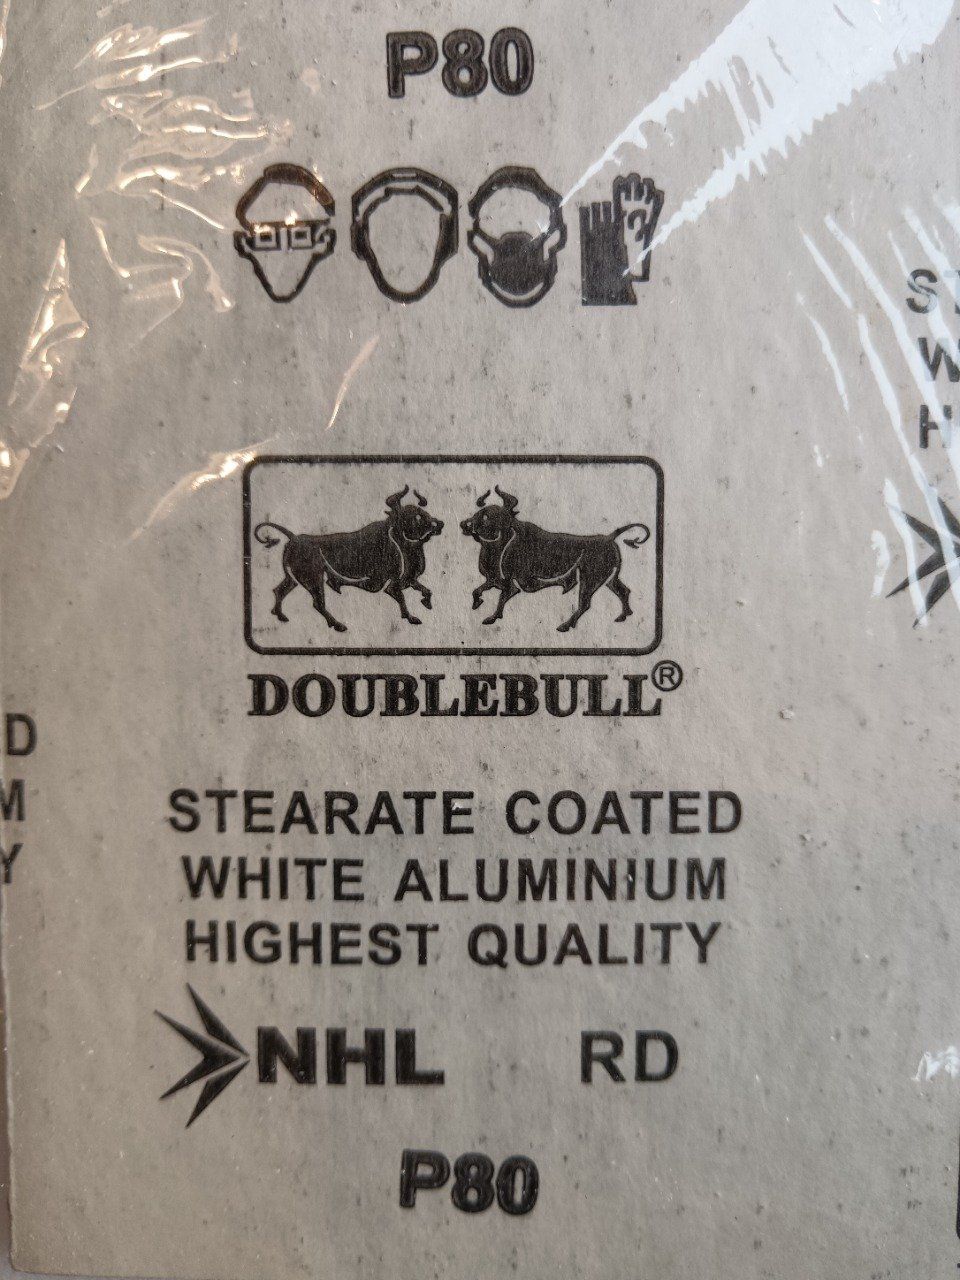 P80
DOUBLEBULL®
STEARATE COATED
WHITE ALUMINIUM
HIGHEST QUALITY
NHL RD
P80